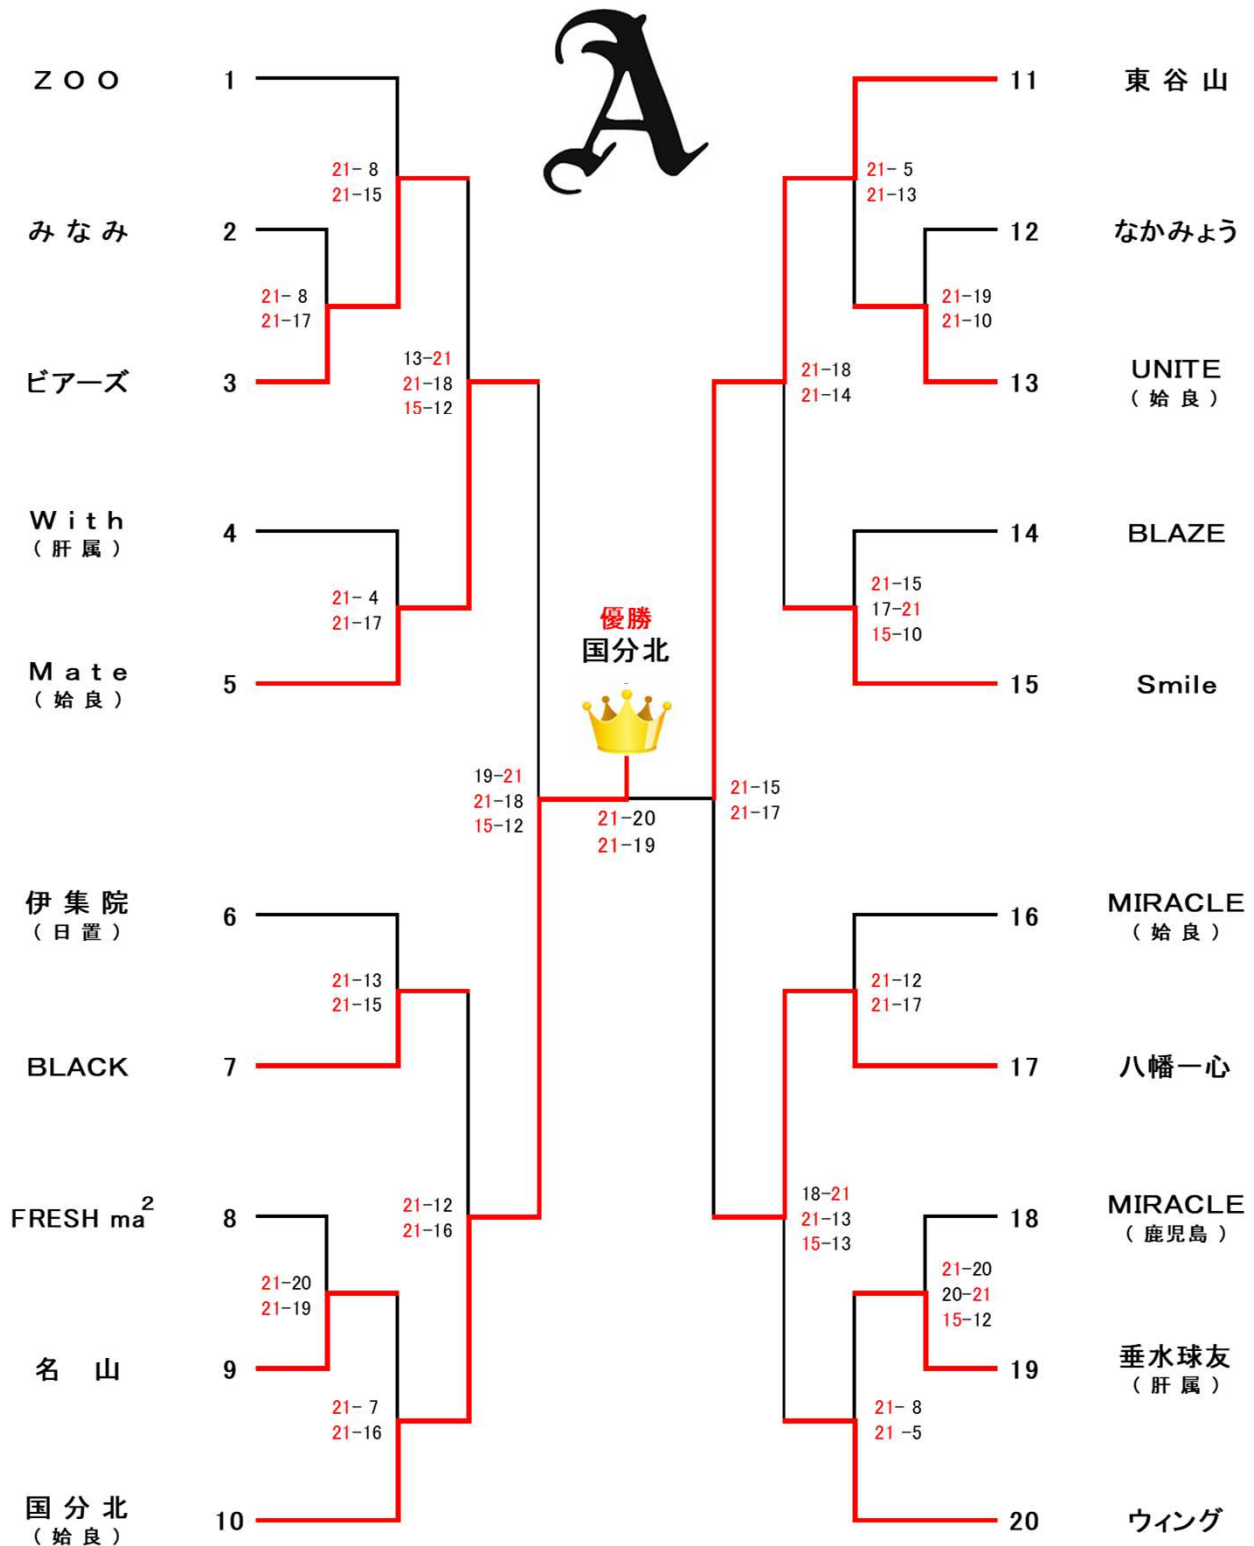 A
ZOO 1
21- 8
21-15
みなみ 2
21- 8
21-17
ビアーズ 3
13-21
21-18
15-12
With 4
(肝属)
21- 4
21-17
Mate 5
(姶良)
19-21
21-18
15-12
伊集院 6
(日置)
21-13
21-15
BLACK 7
21-12
21-16
FRESH ma² 8
21-20
21-19
名山 9
21- 7
21-16
国分北 10
(姶良)
優勝
国分北
21-20
21-19
11 東谷山
21- 5
21-13
12 なかみょう
21-19
21-10
13 UNITE
(姶良)
21-18
21-14
14 BLAZE
21-15
17-21
15-10
15 Smile
21-15
21-17
16 MIRACLE
(姶良)
21-12
21-17
17 八幡一心
18-21
21-13
15-13
18 MIRACLE
(鹿児島)
21-20
20-21
15-12
19 垂水球友
(肝属)
21- 8
21 -5
20 ウィング